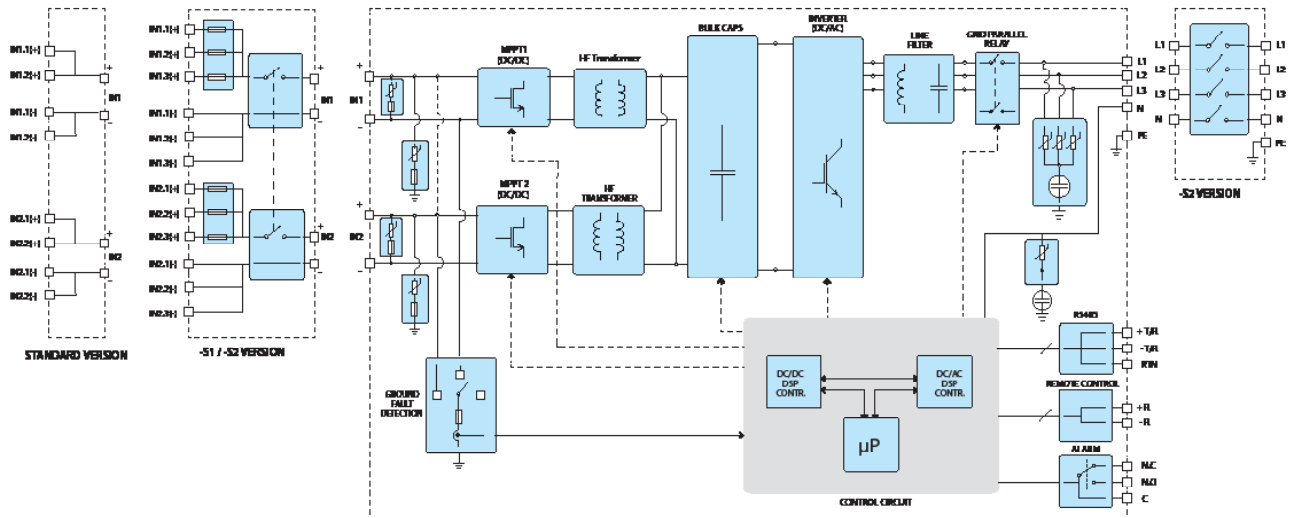 IN1.1(+)
IN1.2(+)
IN1.1(-)
IN1.2(-)
IN2.1(+)
IN2.2(+)
IN2.1(-)
IN2.2(-)
+
IN1
-
+
IN2
-
STANDARD VERSION
IN1.1(+)
IN1.2(+)
IN1.3(+)
IN1.1(-)
IN1.2(-)
IN1.3(-)
IN2.1(+)
IN2.2(+)
IN2.3(+)
IN2.1(-)
IN2.2(-)
IN2.3(-)
+
IN1
-
+
IN2
-
-S1 / -S2 VERSION
+
IN1
-
+
IN2
-
MPPT1
(DC/DC)
HF Transformer
MPPT 2
(DC/DC)
HF
TRANSFORMER
BULK CAPS
INVERTER
(DC/AC)
LINE
FILTER
GRID PARALLEL
RELAY
L1
L2
L3
N
PE
L1
L2
L3
N
L1
L2
L3
N
PE
-S2 VERSION
GROUND
FAULT
DETECTION
DC/DC
DSP
CONTR.
DC/AC
DSP
CONTR.
µP
CONTROL CIRCUIT
RS485
+T/R
-T/R
RTN
REMOTE CONTROL
+R
-R
ALARM
N.C
N.O
C